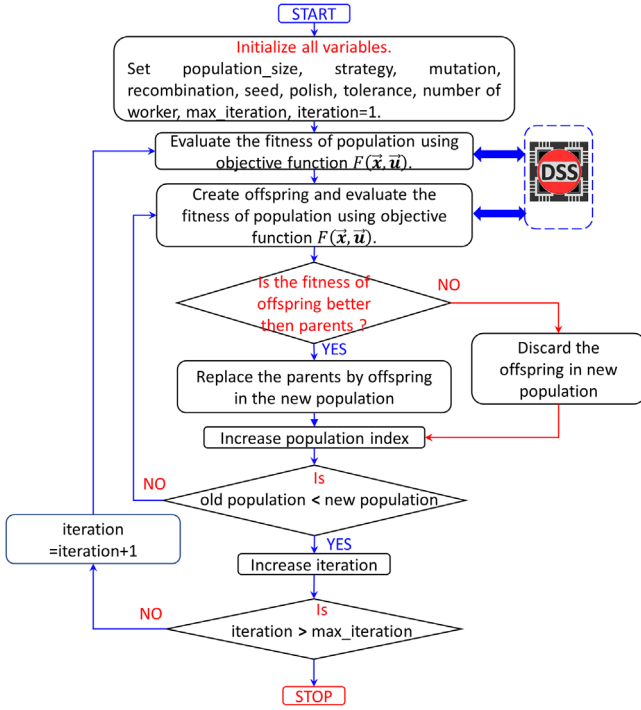 START
Initialize all variables.
Set population_size, strategy, mutation,
recombination, seed, polish, tolerance, number of
worker, max_iteration, iteration=1.
Evaluate the fitness of population using
objective function F(x⃗, u⃗).
DSS
Create offspring and evaluate the
fitness of population using objective
function F(x⃗, u⃗).
Is the fitness of
offspring better
then parents ?
NO
YES
Discard the
offspring in new
population
Replace the parents by offspring
in the new population
Increase population index
Is
old population < new population
NO
YES
iteration
=iteration+1
Increase iteration
Is
iteration > max_iteration
NO
STOP